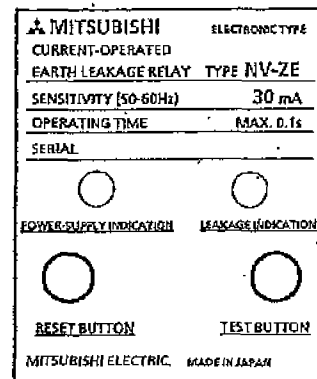 MITSUBISHI ELECTRONIC TYPE
CURRENT-OPERATED
EARTH LEAKAGE RELAY TYPE NV-ZE
SENSITIVITY (50-60Hz) 30 mA
OPERATING TIME MAX. 0.1s
SERIAL
POWER-SUPPLY INDICATION LEAKAGE INDICATION
RESET BUTTON TEST BUTTON
MITSUBISHI ELECTRIC. MADE IN JAPAN